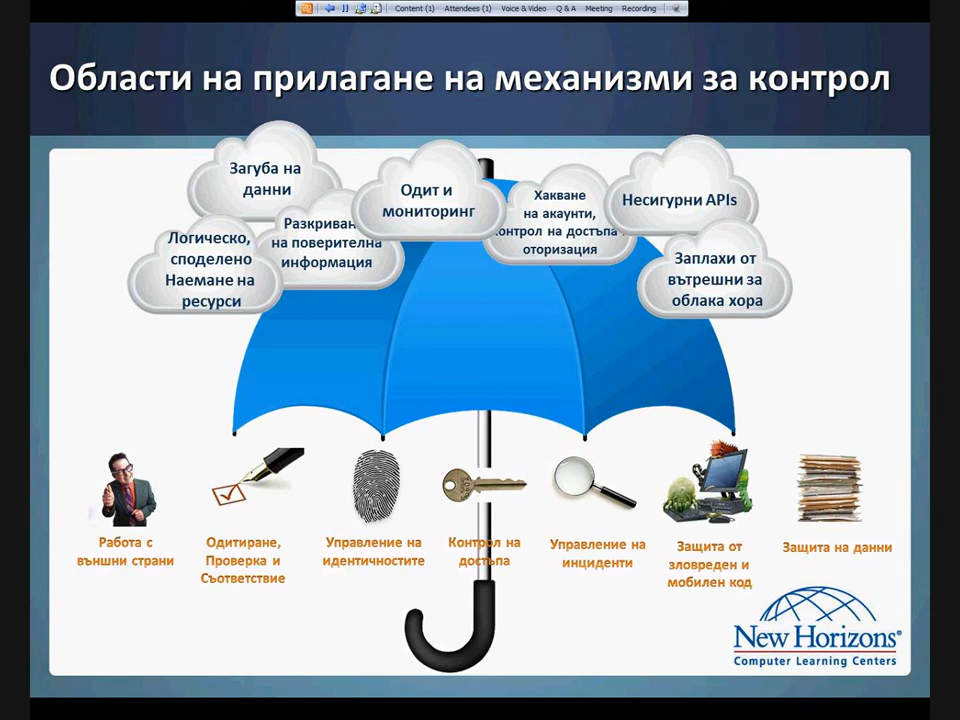 Content (1) Attendees (1) Voice & Video Q & A Meeting Recording
Области на прилагане на механизми за контрол
Загуба на
данни
Одит и
мониторинг
Хакване
на акаунти,
контрол на достъпа
оторизация
Несигурни APIs
Логическо,
споделено
Наемане на
ресурси
на поверителна
информация
Заплахи от
вътрешни за
облака хора
Работа с
външни страни
Одитиране,
Проверка и
Съответствие
Управление на
идентичностите
Контрол на
достъпа
Управление на
инциденти
Защита от
зловреден и
мобилен код
Защита на данни
New Horizons®
Computer Learning Centers